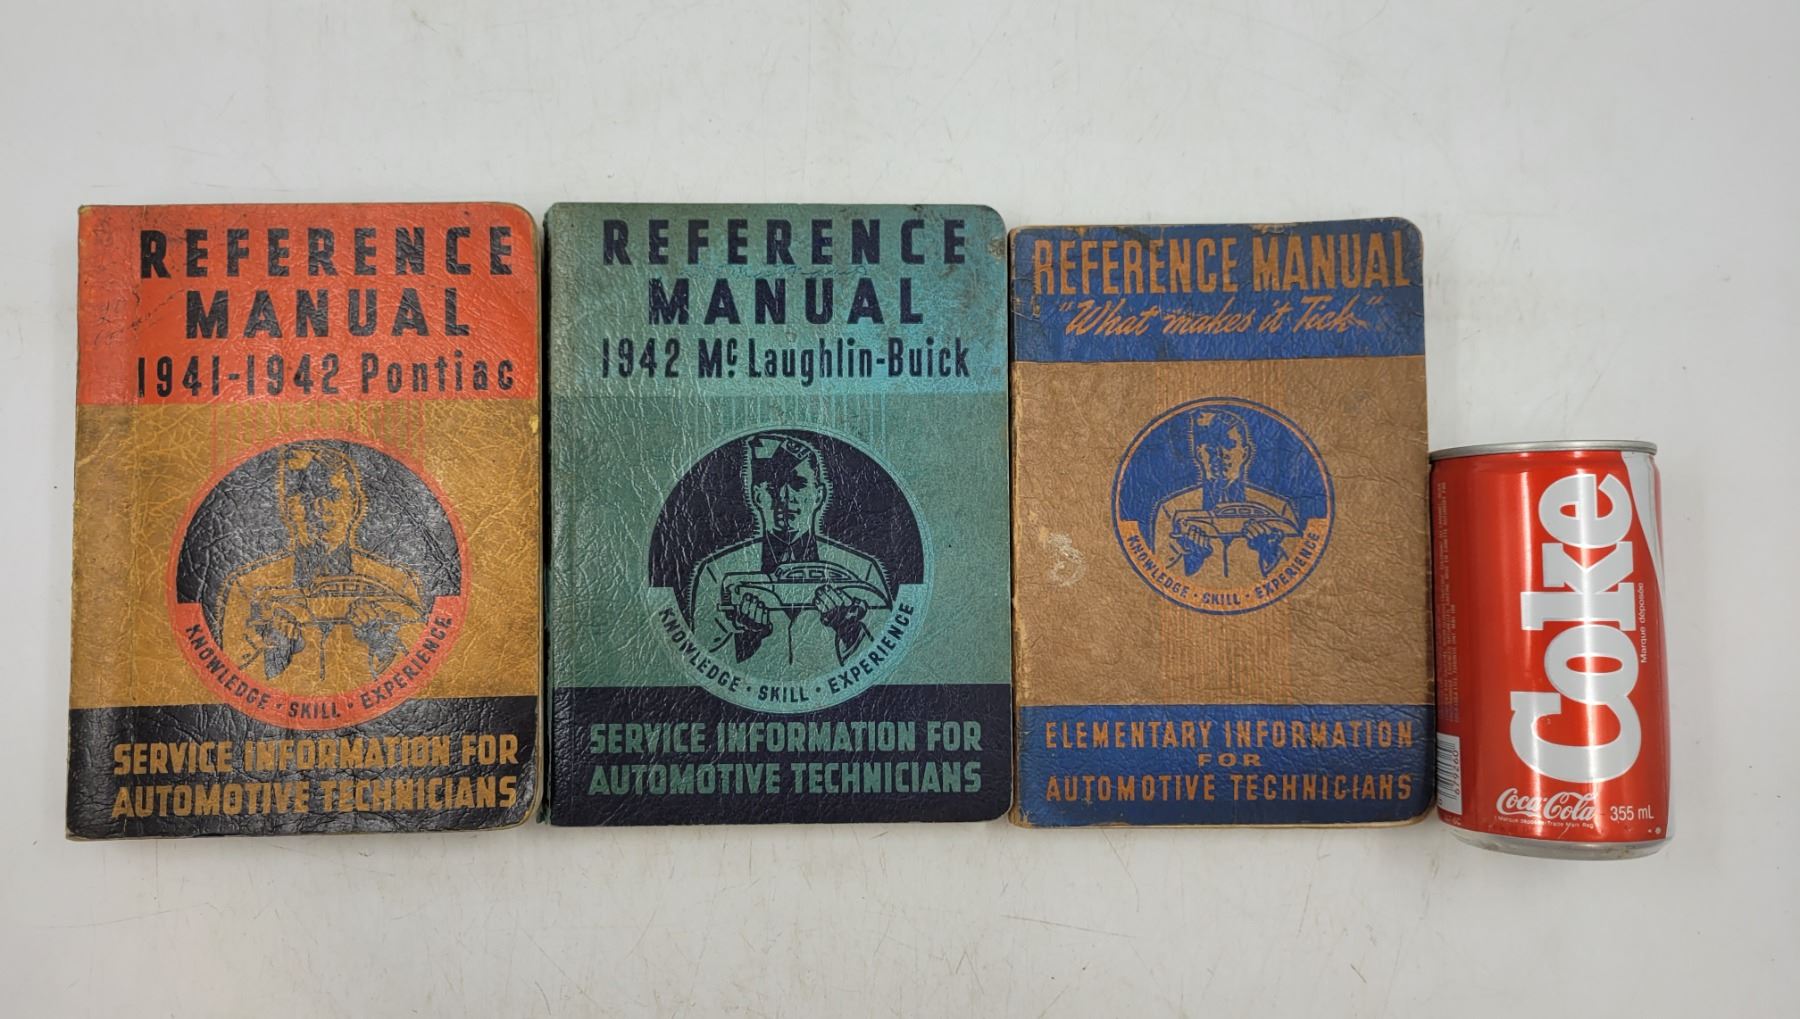 REFERENCE
MANUAL
1941-1942 Pontiac
KNOWLEDGE · SKILL · EXPERIENCE
SERVICE INFORMATION FOR
AUTOMOTIVE TECHNICIANS
REFERENCE
MANUAL
1942 Mc Laughlin-Buick
KNOWLEDGE · SKILL · EXPERIENCE
SERVICE INFORMATION FOR
AUTOMOTIVE TECHNICIANS
REFERENCE MANUAL
"What makes it Tick"
KNOWLEDGE · SKILL · EXPERIENCE
ELEMENTARY INFORMATION
FOR
AUTOMOTIVE TECHNICIANS
Coke
Marque déposée
Coca-Cola 355 mL